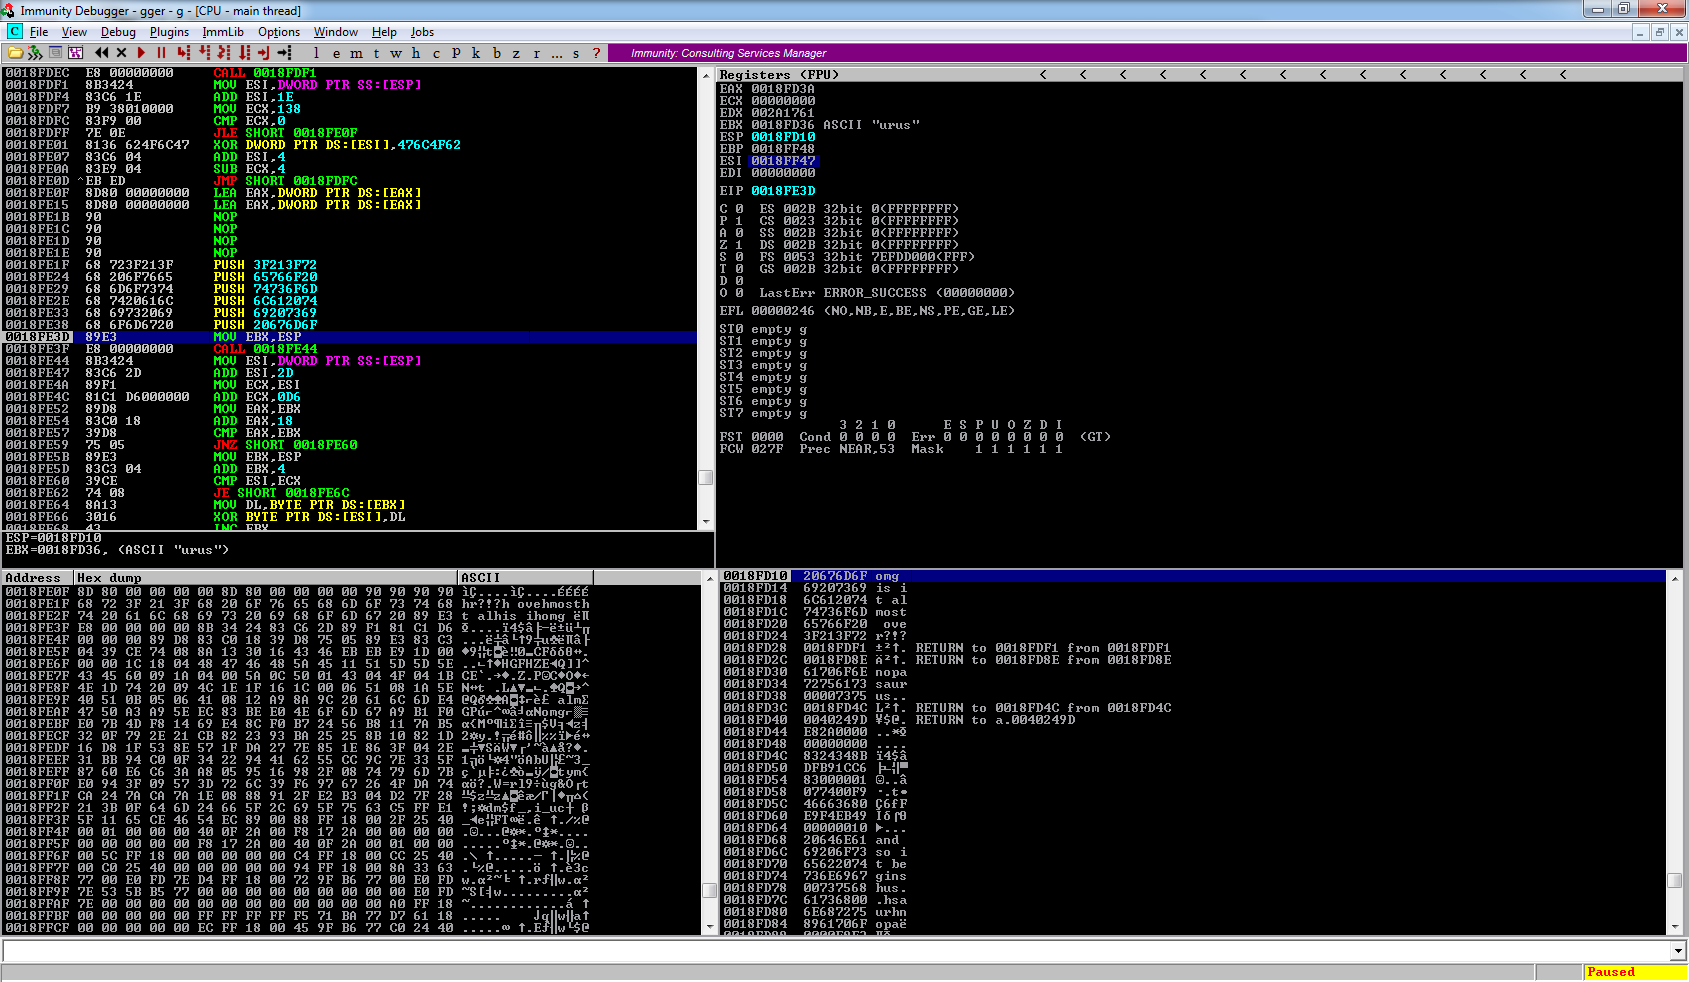 Immunity Debugger - gger - g - [CPU - main thread]
C File View Debug Plugins ImmLib Options Window Help Jobs
l e m t w h c p k b z r ... s ? Immunity: Consulting Services Manager
0018FDEC E8 00000000 CALL 0018FDF1
0018FDF1 8B3424 MOV ESI,DWORD PTR SS:[ESP]
0018FDF4 83C6 1E ADD ESI,1E
0018FDF7 B9 38010000 MOV ECX,138
0018FDFC 83F9 00 CMP ECX,0
0018FDFF 7E 0E JLE SHORT 0018FE0F
0018FE01 8136 624F6C47 XOR DWORD PTR DS:[ESI],476C4F62
0018FE07 83C6 04 ADD ESI,4
0018FE0A 83E9 04 SUB ECX,4
0018FE0D ^EB ED JMP SHORT 0018FDFC
0018FE0F 8D80 00000000 LEA EAX,DWORD PTR DS:[EAX]
0018FE15 8D80 00000000 LEA EAX,DWORD PTR DS:[EAX]
0018FE1B 90 NOP
0018FE1C 90 NOP
0018FE1D 90 NOP
0018FE1E 90 NOP
0018FE1F 68 723F213F PUSH 3F213F72
0018FE24 68 206F7665 PUSH 65766F20
0018FE29 68 6D6F7374 PUSH 74736F6D
0018FE2E 68 7420616C PUSH 6C612074
0018FE33 68 69732069 PUSH 69207369
0018FE38 68 6F6D6720 PUSH 20676D6F
0018FE3D 89E3 MOV EBX,ESP
0018FE3F E8 00000000 CALL 0018FE44
0018FE44 8B3424 MOV ESI,DWORD PTR SS:[ESP]
0018FE47 83C6 2D ADD ESI,2D
0018FE4A 89F1 MOV ECX,ESI
0018FE4C 81C1 D6000000 ADD ECX,0D6
0018FE52 89D8 MOV EAX,EBX
0018FE54 83C0 18 ADD EAX,18
0018FE57 39D8 CMP EAX,EBX
0018FE59 75 05 JNZ SHORT 0018FE60
0018FE5B 89E3 MOV EBX,ESP
0018FE5D 83C3 04 ADD EBX,4
0018FE60 39CE CMP ESI,ECX
0018FE62 74 08 JE SHORT 0018FE6C
0018FE64 8A13 MOV DL,BYTE PTR DS:[EBX]
0018FE66 3016 XOR BYTE PTR DS:[ESI],DL
0018FE68 43 INC EBX
ESP=0018FD10
EBX=0018FD36, (ASCII "urus")
Registers (FPU) < < < < < < < < < < < < < <
EAX 0018FD3A
ECX 00000000
EDX 002A1761
EBX 0018FD36 ASCII "urus"
ESP 0018FD10
EBP 0018FF48
ESI 0018FF47
EDI 00000000
EIP 0018FE3D
C 0 ES 002B 32bit 0(FFFFFFFF)
P 1 CS 0023 32bit 0(FFFFFFFF)
A 0 SS 002B 32bit 0(FFFFFFFF)
Z 1 DS 002B 32bit 0(FFFFFFFF)
S 0 FS 0053 32bit 7EFDD000(FFF)
T 0 GS 002B 32bit 0(FFFFFFFF)
D 0
O 0 LastErr ERROR_SUCCESS (00000000)
EFL 00000246 (NO,NB,E,BE,NS,PE,GE,LE)
ST0 empty g
ST1 empty g
ST2 empty g
ST3 empty g
ST4 empty g
ST5 empty g
ST6 empty g
ST7 empty g
3 2 1 0 E S P U O Z D I
FST 0000 Cond 0 0 0 0 Err 0 0 0 0 0 0 0 0 (GT)
FCW 027F Prec NEAR,53 Mask 1 1 1 1 1 1
Address Hex dump ASCII
0018FE0F 8D 80 00 00 00 00 8D 80 00 00 00 00 90 90 90 90
0018FE1F 68 72 3F 21 3F 68 20 6F 76 65 68 6D 6F 73 74 68 hr?!?h ovehmosth
0018FE2F 74 20 61 6C 68 69 73 20 69 68 6F 6D 67 20 89 E3
0018FE3F E8 00 00 00 00 8B 34 24 83 C6 2D 89 F1 81 C1 D6
0018FE4F 00 00 00 89 D8 83 C0 18 39 D8 75 05 89 E3 83 C3
0018FE5F 04 39 CE 74 08 8A 13 30 16 43 46 EB EB E9 1D 00
0018FE6F 00 00 1C 18 04 48 47 46 48 5A 45 11 51 5D 5D 5E
0018FE7F 43 45 60 09 1A 04 00 5A 0C 50 01 43 04 4F 04 1B
0018FE8F 4E 1D 74 20 09 4C 1E 1F 16 1C 00 06 51 08 1A 5E
0018FE9F 40 51 0B 05 06 41 08 12 A9 8A 9C 20 61 6C 6D E4
0018FEAF 47 50 A3 A9 5E EC 83 BE E0 4E 6F 6D 67 A9 B1 F0
0018FEBF E0 7B 4D F8 14 69 E4 8C F0 B7 24 56 B8 11 7A B5
0018FECF 32 0F 79 2E 21 CB 82 23 93 BA 25 25 8B 10 82 1D
0018FEDF 16 D8 1F 53 8E 57 1F DA 27 7E 85 1E 86 3F 04 2E
0018FEEF 31 BB 94 C0 0F 34 22 94 41 62 55 CC 9C 7E 33 5F
0018FEFF 87 60 E6 C6 3A A8 05 95 16 98 2F 08 74 79 6D 7B
0018FF0F E0 94 3F 09 57 3D 72 6C 39 F6 97 67 26 4F DA 74
0018FF1F CA 24 7A CA 7A 1E 08 88 91 2F E2 B3 04 D2 7F 28
0018FF2F 21 3B 0F 64 6D 24 66 5F 2C 69 5F 75 63 C5 FF E1
0018FF3F 5F 11 65 CE 46 54 EC 89 00 88 FF 18 00 2F 25 40
0018FF4F 00 01 00 00 00 40 0F 2A 00 F8 17 2A 00 00 00 00
0018FF5F 00 00 00 00 00 F8 17 2A 00 40 0F 2A 00 01 00 00
0018FF6F 00 5C FF 18 00 00 00 00 00 C4 FF 18 00 CC 25 40
0018FF7F 00 C0 25 40 00 00 00 00 00 94 FF 18 00 8A 33 63
0018FF8F 77 00 E0 FD 7E D4 FF 18 00 72 9F B6 77 00 E0 FD
0018FF9F 7E 53 5B B5 77 00 00 00 00 00 00 00 00 00 E0 FD
0018FFAF 7E 00 00 00 00 00 00 00 00 00 00 00 00 A0 FF 18
0018FFBF 00 00 00 00 00 FF FF FF FF F5 71 BA 77 D7 61 18
0018FFCF 00 00 00 00 00 EC FF 18 00 45 9F B6 77 C0 24 40
0018FD10 20676D6F omg
0018FD14 69207369 is i
0018FD18 6C612074 t al
0018FD1C 74736F6D most
0018FD20 65766F20 ove
0018FD24 3F213F72 r?!?
0018FD28 0018FDF1 ±²↑. RETURN to 0018FDF1 from 0018FDF1
0018FD2C 0018FD8E Ä²↑. RETURN to 0018FD8E from 0018FD8E
0018FD30 61706F6E nopa
0018FD34 72756173 saur
0018FD38 00007375 us..
0018FD3C 0018FD4C L²↑. RETURN to 0018FD4C from 0018FD4C
0018FD40 0040249D ¥$@. RETURN to a.0040249D
0018FD44 E82A0000
0018FD48 00000000 ....
0018FD4C 8324348B ï4$â
0018FD50 DFB91CC6
0018FD54 83000001 ☺..â
0018FD58 077400F9
0018FD5C 46663680 Ç6fF
0018FD60 E9F4EB49
0018FD64 00000010 ►...
0018FD68 20646E61 and
0018FD6C 69206F73 so i
0018FD70 65622074 t be
0018FD74 736E6967 gins
0018FD78 00737568 hus.
0018FD7C 61736800 .hsa
0018FD80 6E687275 urhn
0018FD84 8961706F opaë
Paused